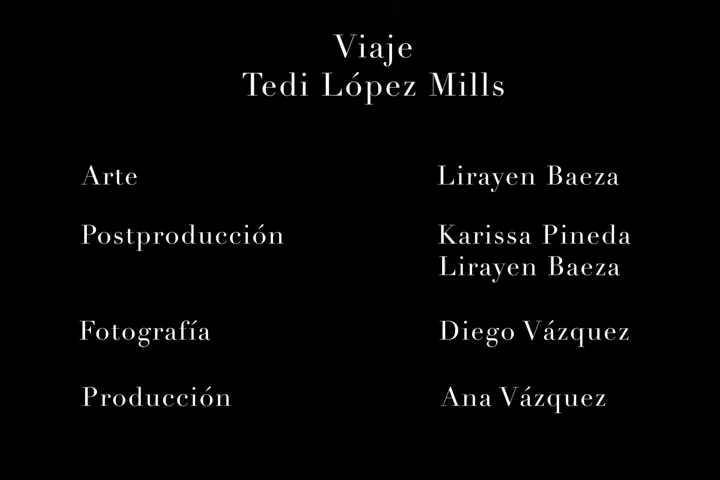 Viaje
Tedi López Mills
Arte Lirayen Baeza
Postproducción Karissa Pineda
Lirayen Baeza
Fotografía Diego Vázquez
Producción Ana Vázquez